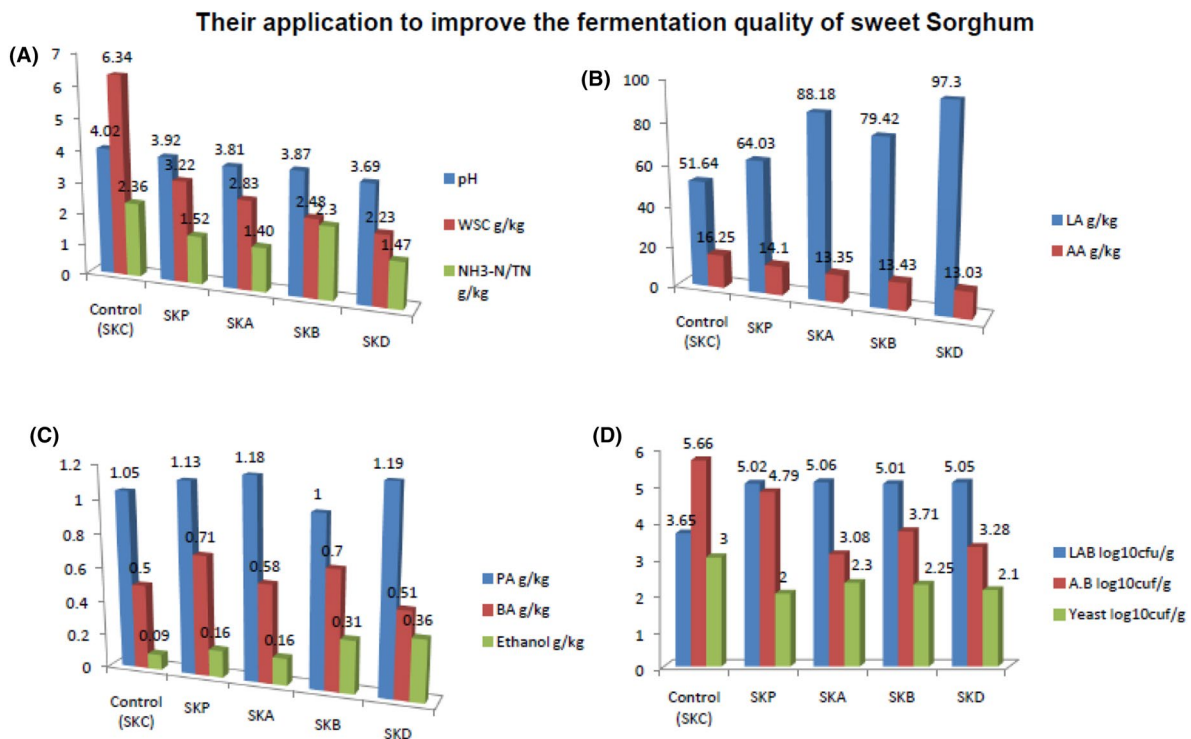 Their application to improve the fermentation quality of sweet Sorghum
(A)
7
6
5
4
3
2
1
0
6.34
4.02
2.36
3.92
3.22
1.52
3.81
2.83
1.40
3.87
2.48
2.3
3.69
2.23
1.47
Control
(SKC)
SKP
SKA
SKB
SKD
pH
WSC g/kg
NH3-N/TN
g/kg
(B)
100
80
60
40
20
0
51.64
16.25
64.03
14.1
88.18
13.35
79.42
13.43
97.3
13.03
Control
(SKC)
SKP
SKA
SKB
SKD
LA g/kg
AA g/kg
(C)
1.2
1
0.8
0.6
0.4
0.2
0
1.05
0.5
0.09
1.13
0.71
0.16
1.18
0.58
0.16
1
0.7
0.31
1.19
0.51
0.36
Control
(SKC)
SKP
SKA
SKB
SKD
PA g/kg
BA g/kg
Ethanol g/kg
(D)
6
5
4
3
2
1
0
3.65
5.66
3
5.02
4.79
2
5.06
3.08
2.3
5.01
3.71
2.25
5.05
3.28
2.1
Control
(SKC)
SKP
SKA
SKB
SKD
LAB log10cfu/g
A.B log10cuf/g
Yeast log10cuf/g